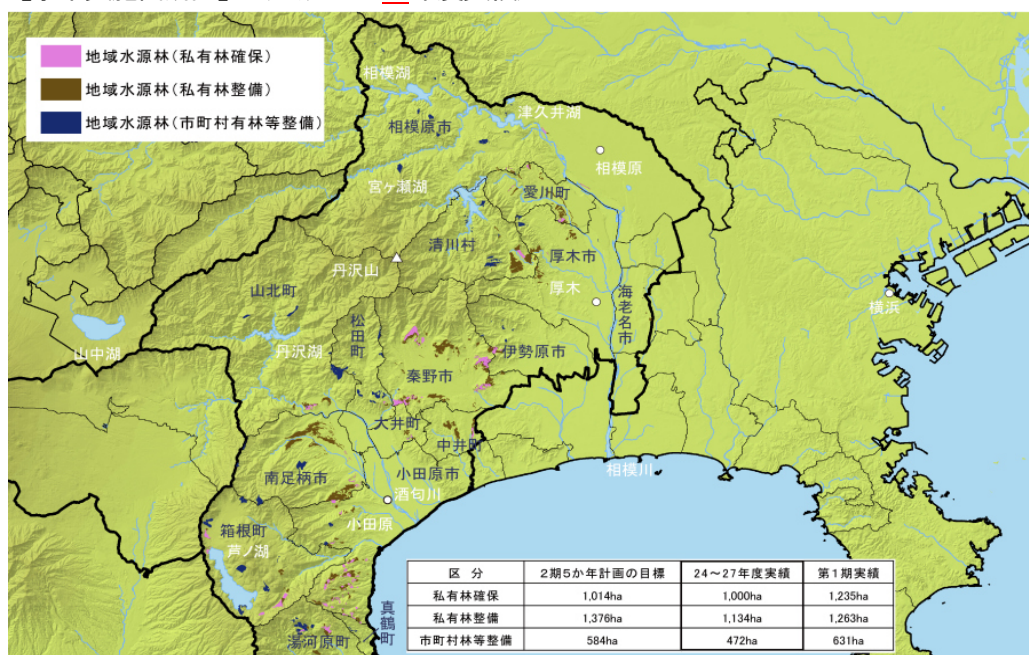 地域水源林(私有林確保)
地域水源林(私有林整備)
地域水源林(市町村有林等整備)
相模湖
津久井湖
相模原市
相模原
宮ヶ瀬湖
愛川町
清川村
厚木市
丹沢山
山北町
厚木
海老名市
横浜
松田町
山中湖
丹沢湖
伊勢原市
秦野市
大井町
中井町
南足柄市
小田原市
相模川
酒匂川
小田原
箱根町
芦ノ湖
真鶴町
湯河原町
区 分 2期5か年計画の目標 24~27年度実績 第1期実績
私有林確保 1,014ha 1,000ha 1,235ha
私有林整備 1,376ha 1,134ha 1,263ha
市町村林等整備 584ha 472ha 631ha